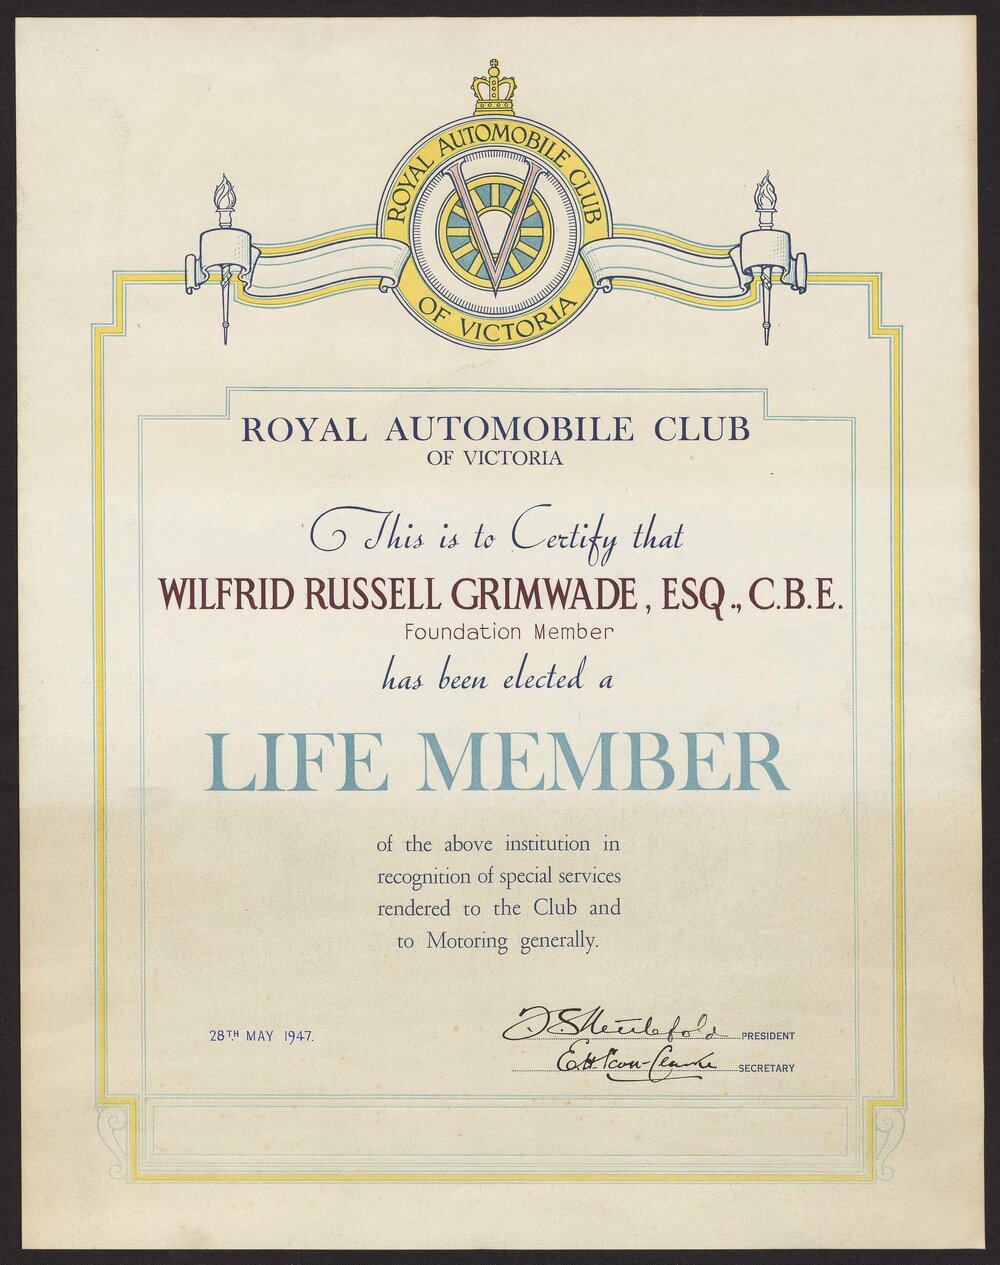 ROYAL AUTOMOBILE CLUB
OF VICTORIA
V
ROYAL AUTOMOBILE CLUB
OF VICTORIA
This is to Certify that
WILFRID RUSSELL GRIMWADE, ESQ., C.B.E.
Foundation Member
has been elected a
LIFE MEMBER
of the above institution in
recognition of special services
rendered to the Club and
to Motoring generally.
28TH MAY 1947.
PRESIDENT
SECRETARY